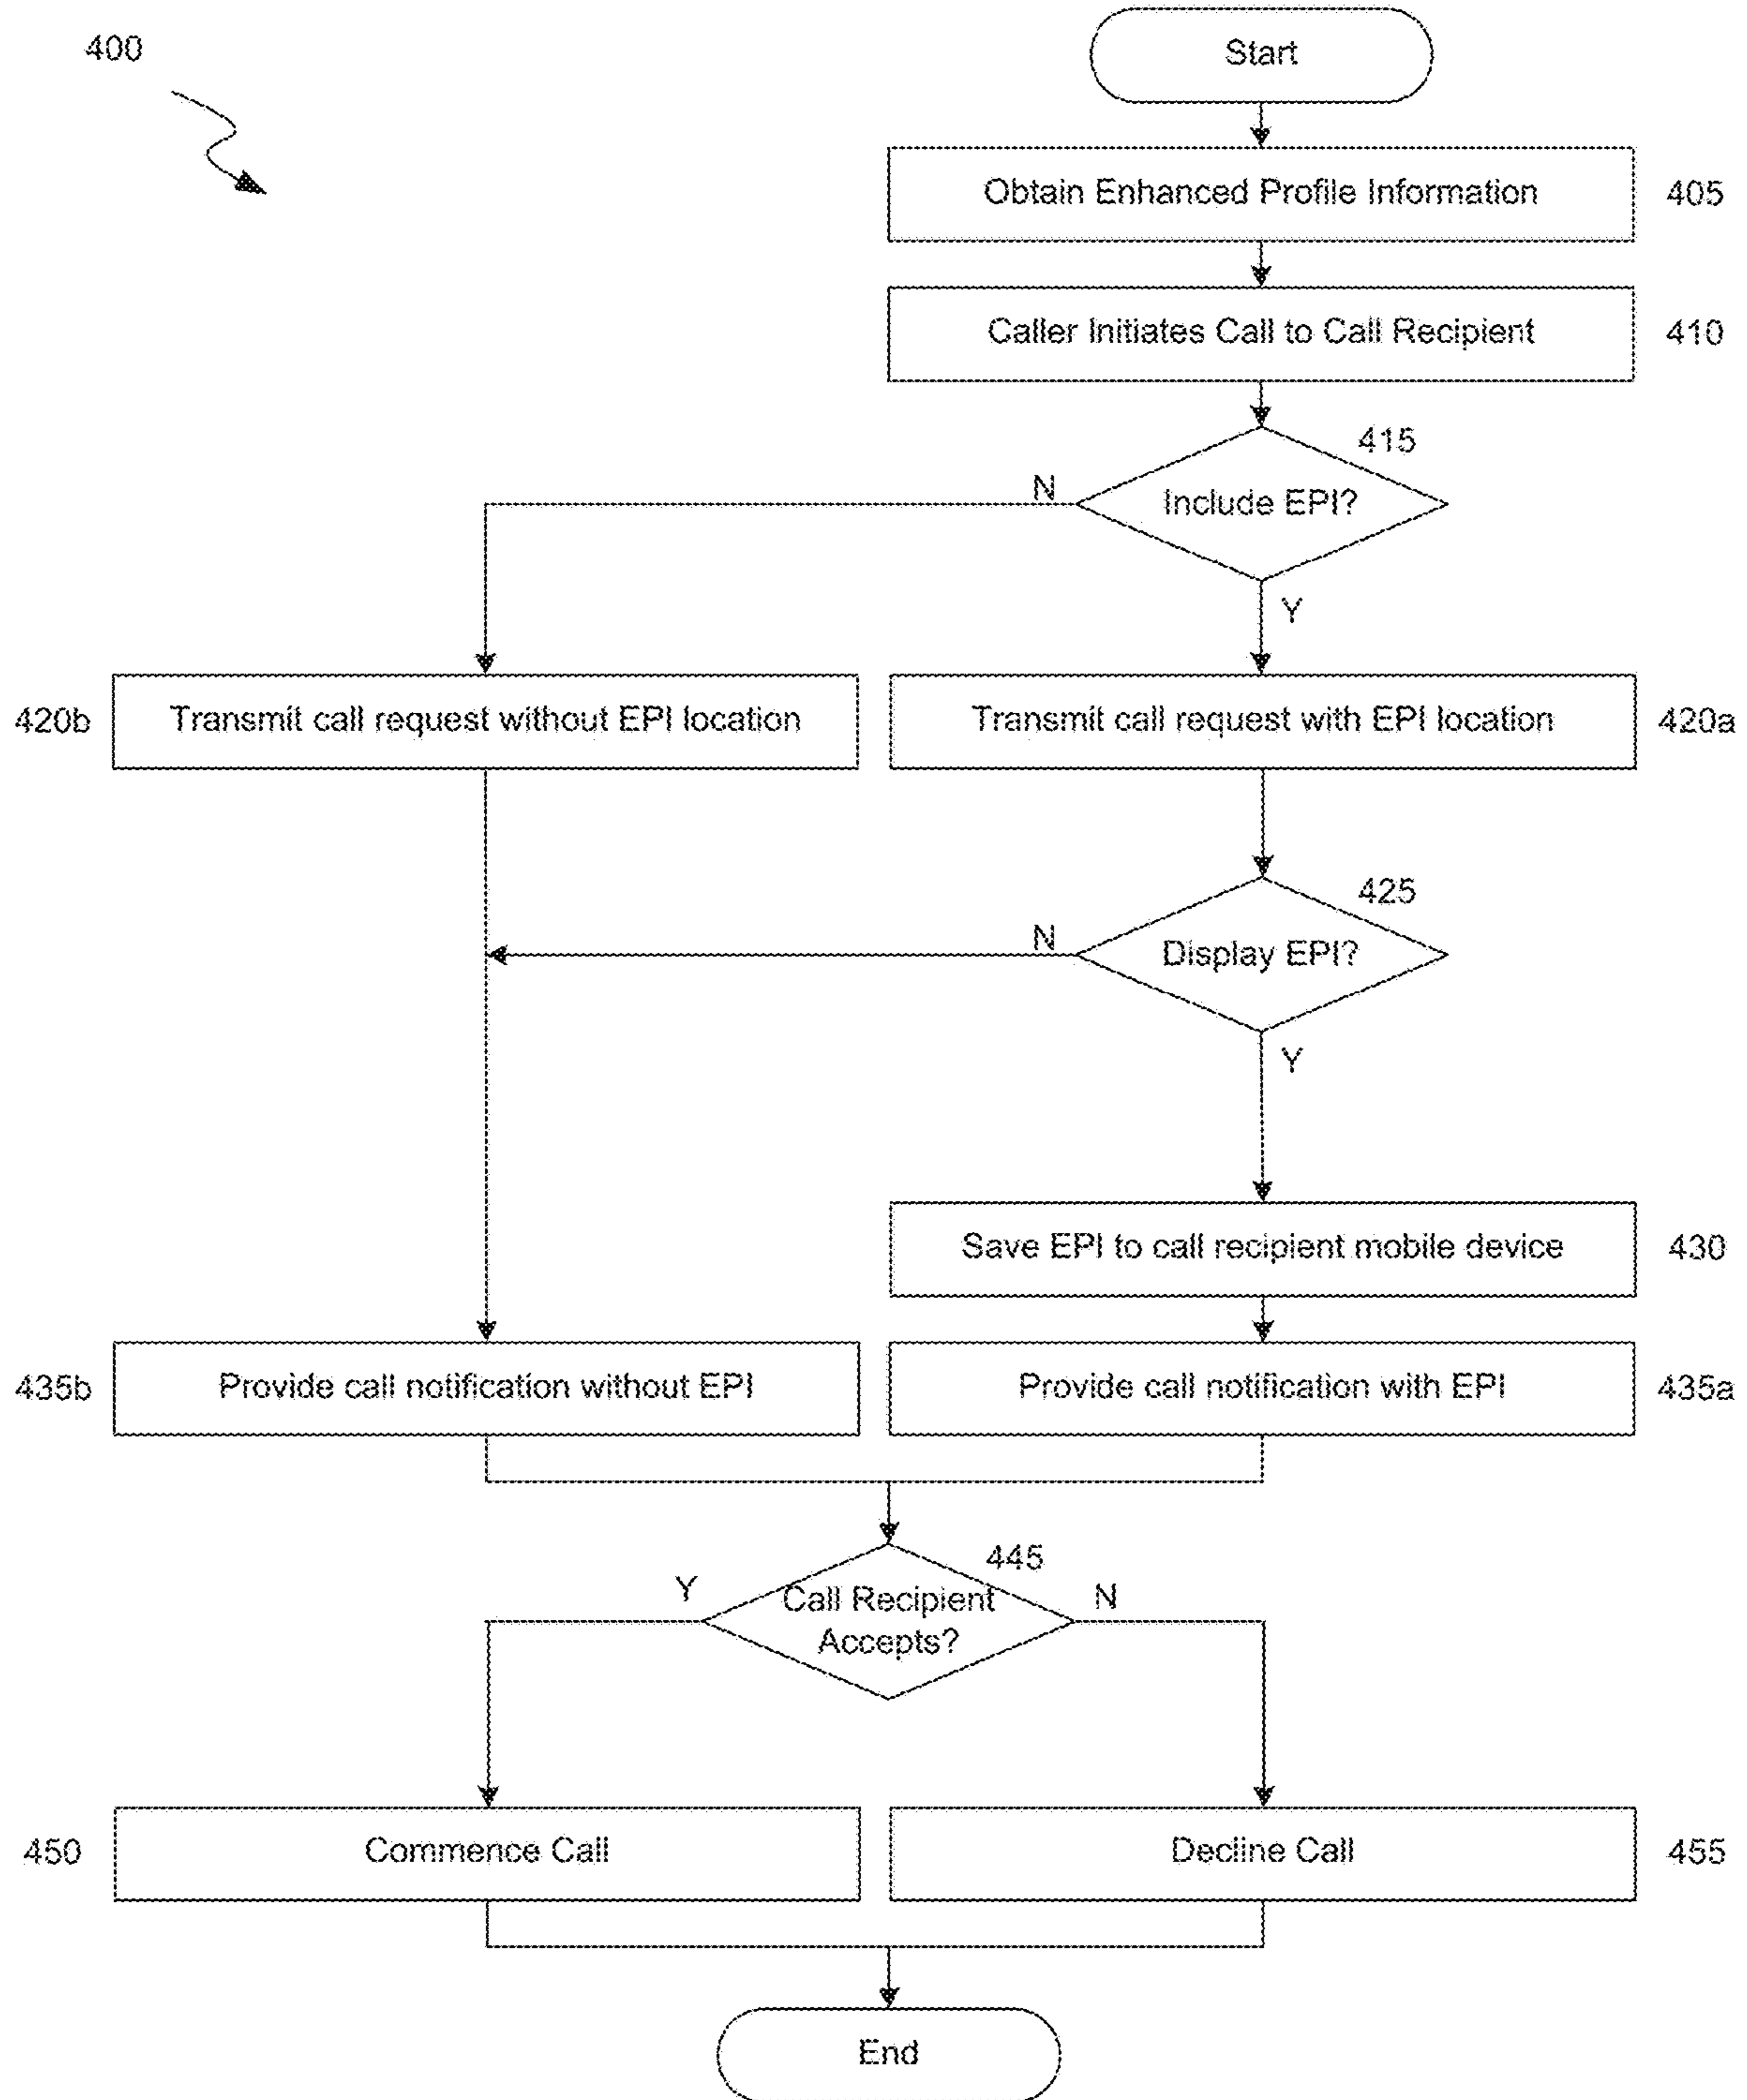 400
Start
Obtain Enhanced Profile Information
405
Caller Initiates Call to Call Recipient
410
415
N
Include EPI?
Y
420b
Transmit call request without EPI location
Transmit call request with EPI location
420a
425
N
Display EPI?
Y
Save EPI to call recipient mobile device
430
435b
Provide call notification without EPI
Provide call notification with EPI
435a
445
Y
Call Recipient
Accepts?
N
450
Commence Call
Decline Call
455
End